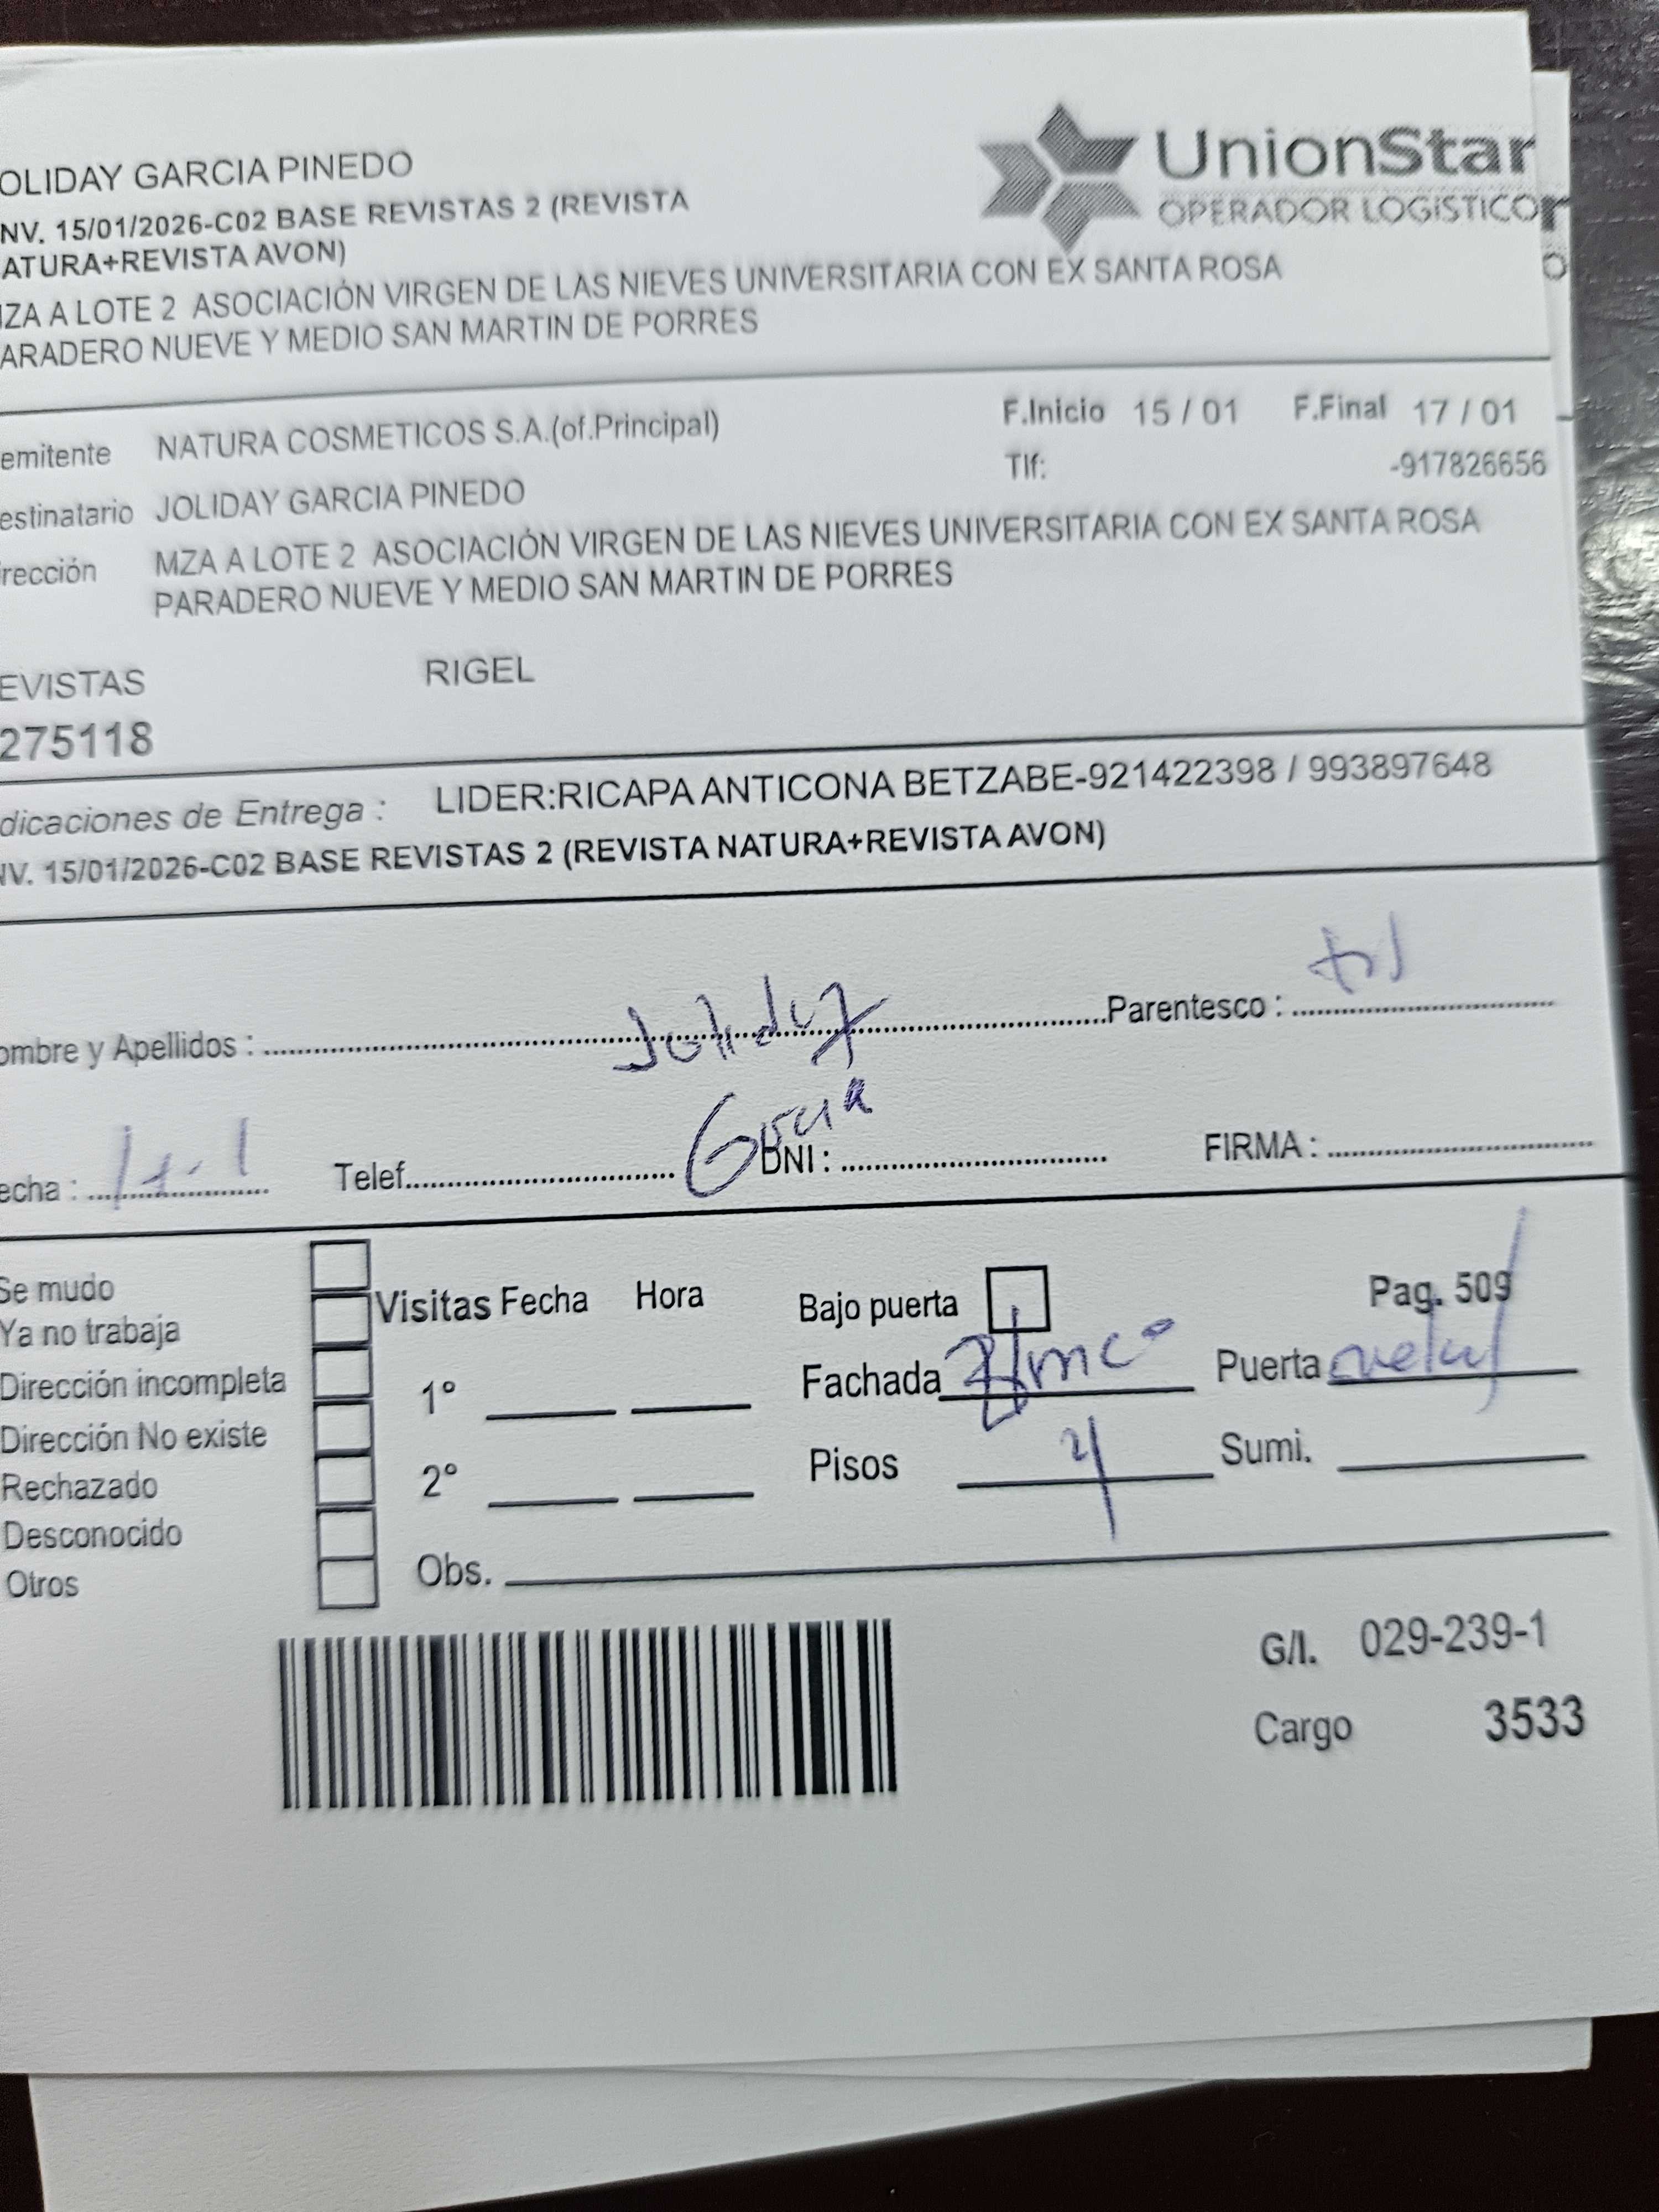 OLIDAY GARCIA PINEDO
UnionStar
OPERADOR LOGÍSTICO
NV. 15/01/2026-C02 BASE REVISTAS 2 (REVISTA
ATURA+REVISTA AVON)
ZA A LOTE 2 ASOCIACIÓN VIRGEN DE LAS NIEVES UNIVERSITARIA CON EX SANTA ROSA
ARADERO NUEVE Y MEDIO SAN MARTIN DE PORRES
emitente NATURA COSMETICOS S.A.(of.Principal) F.Inicio 15 / 01 F.Final 17 / 01
Tlf: -917826656
estinatario JOLIDAY GARCIA PINEDO
rección MZA A LOTE 2 ASOCIACIÓN VIRGEN DE LAS NIEVES UNIVERSITARIA CON EX SANTA ROSA
PARADERO NUEVE Y MEDIO SAN MARTIN DE PORRES
EVISTAS RIGEL
275118
dicaciones de Entrega : LIDER:RICAPA ANTICONA BETZABE-921422398 / 993897648
NV. 15/01/2026-C02 BASE REVISTAS 2 (REVISTA NATURA+REVISTA AVON)
ombre y Apellidos : Joliday Parentesco :
Garcia
echa : Telef. DNI : FIRMA :
Se mudo
Ya no trabaja
Dirección incompleta
Dirección No existe
Rechazado
Desconocido
Otros
Visitas Fecha Hora
1°
2°
Obs.
Bajo puerta Pag. 509
Fachada Blanco Puerta
Pisos 4 Sumi.
G/I. 029-239-1
Cargo 3533